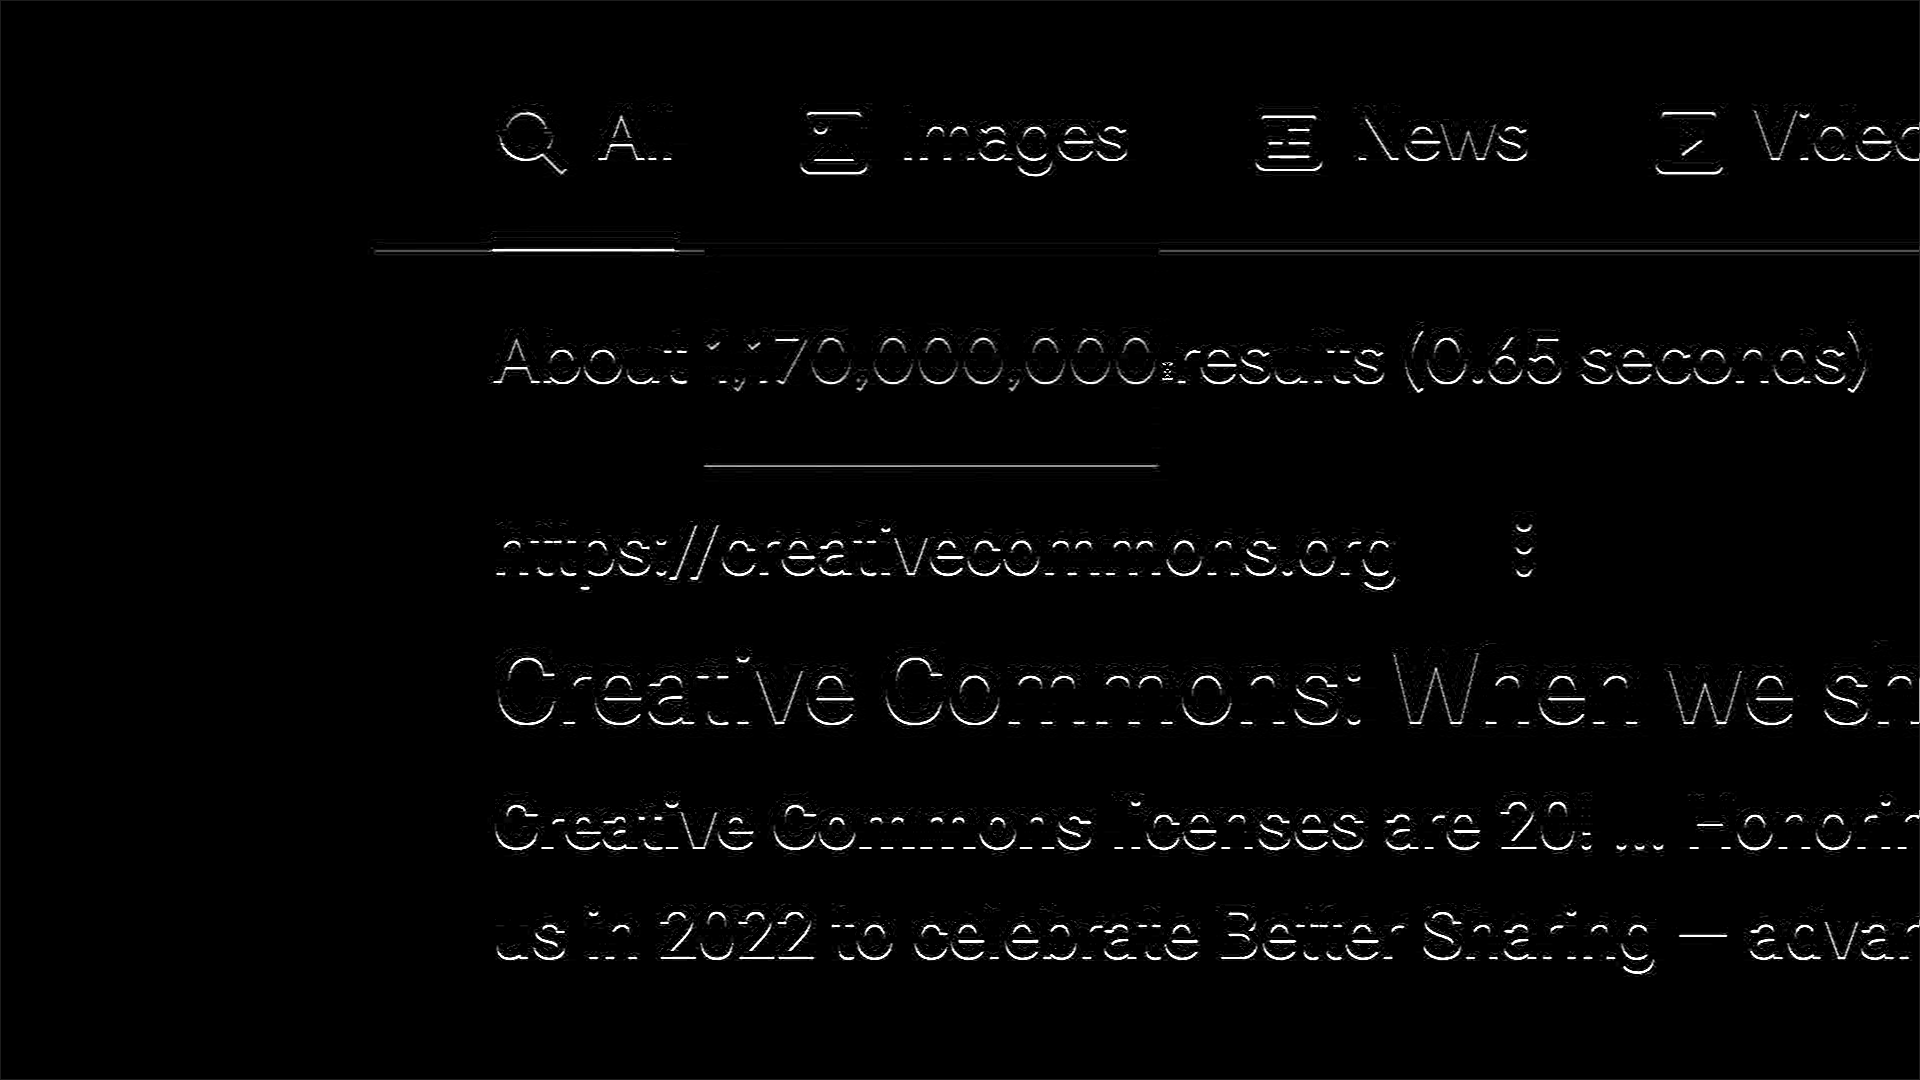 All Images News Video
About 1,170,000,000 results (0.65 seconds)
https://creativecommons.org
Creative Commons: When we sh
Creative Commons licenses are 20! ... Honorin
us in 2022 to celebrate Better Sharing — advan